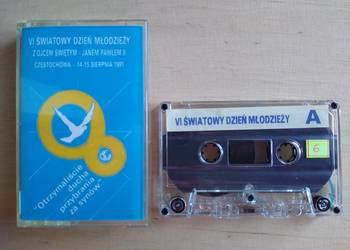 VI ŚWIATOWY DZIEŃ MŁODZIEŻY
Z OJCEM ŚWIĘTYM - JANEM PAWŁEM II
CZĘSTOCHOWA - 14-15 SIERPNIA 1991
"Otrzymaliście
ducha
przybrania
za synów"
VI ŚWIATOWY DZIEŃ MŁODZIEŻY
A
6